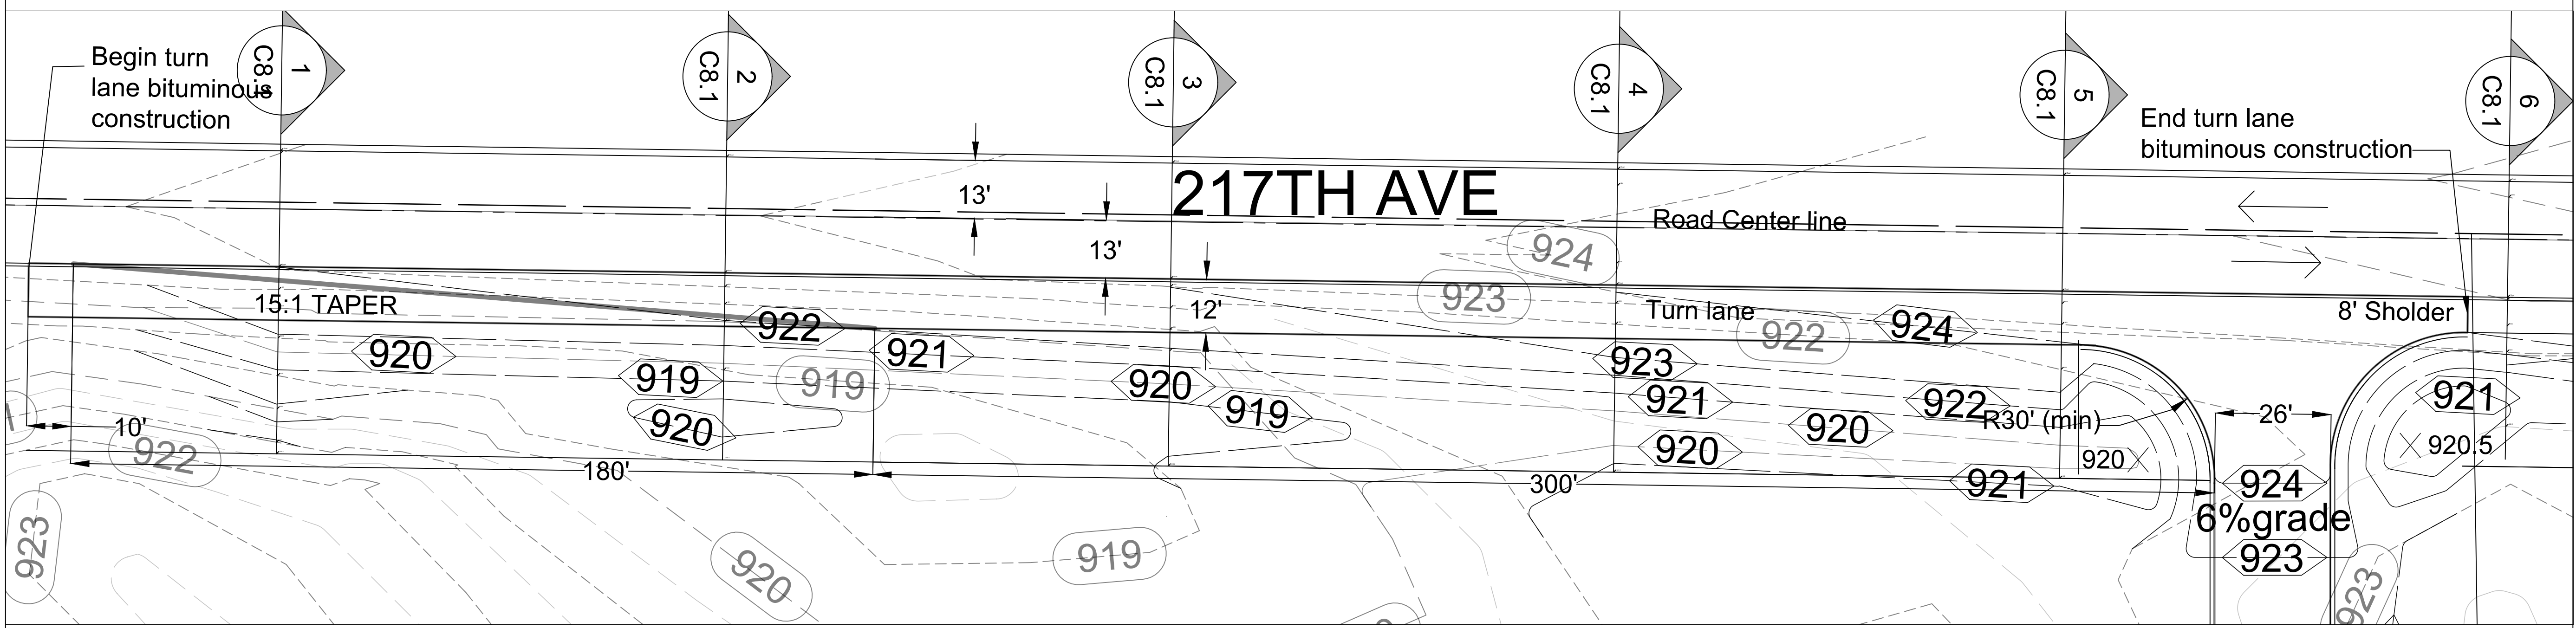 Begin turn
lane bituminous
construction
1
C8.1
2
C8.1
3
C8.1
4
C8.1
5
C8.1
6
C8.1
End turn lane
bituminous construction
217TH AVE
13'
13'
12'
Road Center line
924
923
15:1 TAPER
Turn lane
8' Sholder
922
924
922
920
921
919
919
920
920
919
923
921
922
920
920
R30' (min)
26'
921
920.5
920
10'
922
180'
300'
921
924
6%grade
923
923
920
919
923